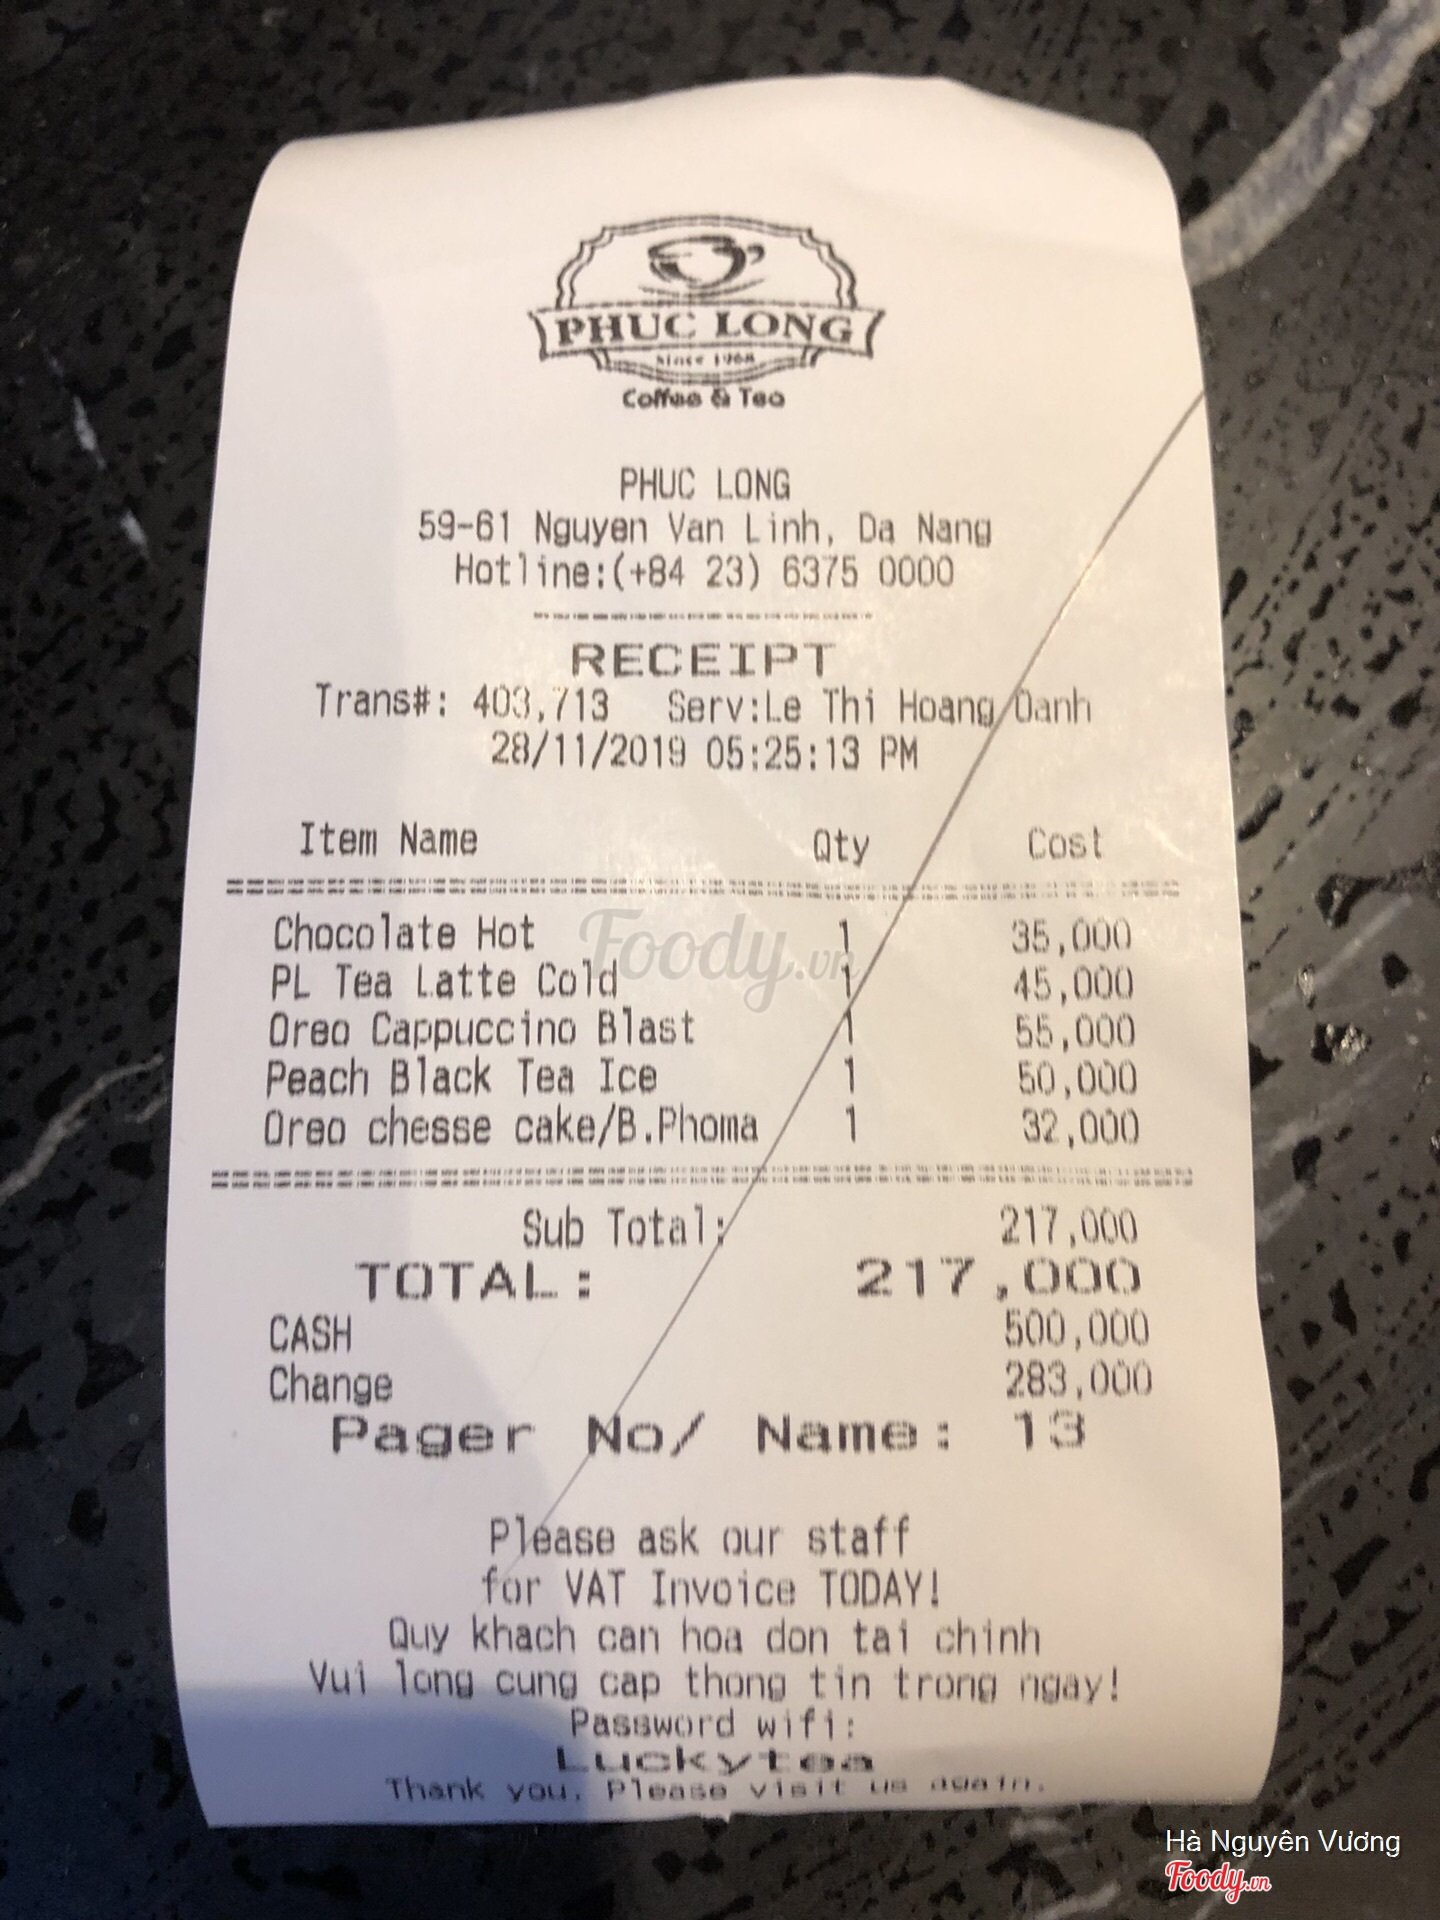 PHUC LONG
Since 1968
Coffee & Tea
PHUC LONG
59-61 Nguyen Van Linh, Da Nang
Hotline:(+84 23) 6375 0000
RECEIPT
Trans#: 403,713 Serv:Le Thi Hoang Oanh
28/11/2019 05:25:13 PM
Item Name Qty Cost
Chocolate Hot 1 35,000
PL Tea Latte Cold 1 45,000
Oreo Cappuccino Blast 1 55,000
Peach Black Tea Ice 1 50,000
Oreo chesse cake/B.Phoma 1 32,000
Sub Total: 217,000
TOTAL: 217,000
CASH 500,000
Change 283,000
Pager No/ Name: 13
Please ask our staff
for VAT Invoice TODAY!
Quy khach can hoa don tai chinh
Vui long cung cap thong tin trong ngay!
Password wifi:
Luckytea
Thank you, Please visit us again.
Foody.vn
Hà Nguyên Vương
Foody.vn